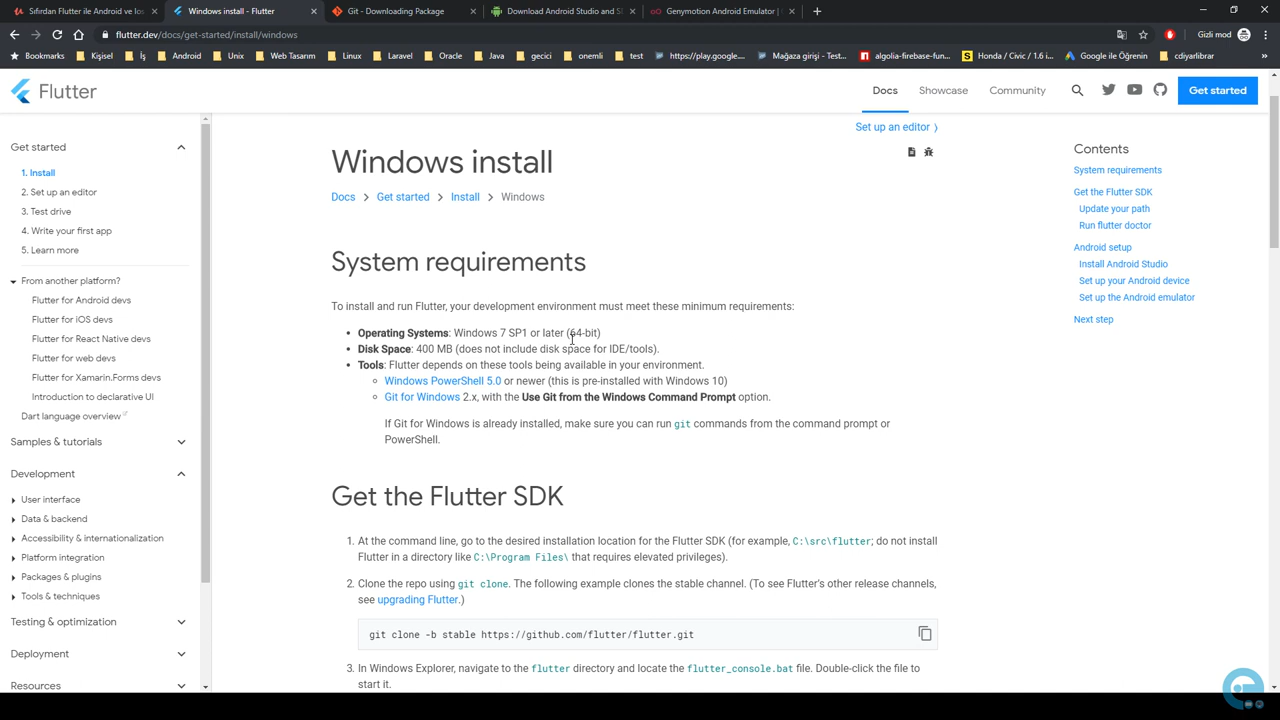 Sıfırdan Flutter ile Android ve Ios
Windows install - Flutter
Git - Downloading Package
Download Android Studio and S
Genymotion Android Emulator |
flutter.dev/docs/get-started/install/windows
Gizli mod
Bookmarks
Kişisel
İş
Linux
Laravel
Oracle
Unix
Java
gecici
onemli
test
https://play.google....
Mağaza girişi - Test...
algolia-firebase-fun...
Honda / Civic / 1.6 i...
Google ile Öğrenin
cdiyarlibrar
Flutter
Docs
Showcase
Community
Get started
Get started
1. Install
2. Set up an editor
3. Test drive
4. Write your first app
5. Learn more
From another platform?
Flutter for Android devs
Flutter for iOS devs
Flutter for React Native devs
Flutter for web devs
Flutter for Xamarin.Forms devs
Introduction to declarative UI
Dart language overview
Samples & tutorials
Development
User interface
Data & backend
Accessibility & internationalization
Platform integration
Packages & plugins
Tools & techniques
Testing & optimization
Deployment
Resources
Set up an editor ⟩
Windows install
Docs > Get started > Install > Windows
System requirements
To install and run Flutter, your development environment must meet these minimum requirements:
• Operating Systems: Windows 7 SP1 or later (64-bit)
• Disk Space: 400 MB (does not include disk space for IDE/tools).
• Tools: Flutter depends on these tools being available in your environment.
◦ Windows PowerShell 5.0 or newer (this is pre-installed with Windows 10)
◦ Git for Windows 2.x, with the Use Git from the Windows Command Prompt option.
If Git for Windows is already installed, make sure you can run git commands from the command prompt or
PowerShell.
Get the Flutter SDK
1. At the command line, go to the desired installation location for the Flutter SDK (for example, C:\src\flutter; do not install
Flutter in a directory like C:\Program Files\ that requires elevated privileges).
2. Clone the repo using git clone. The following example clones the stable channel. (To see Flutter's other release channels,
see upgrading Flutter.)
git clone -b stable https://github.com/flutter/flutter.git
3. In Windows Explorer, navigate to the flutter directory and locate the flutter_console.bat file. Double-click the file to
start it.
Contents
System requirements
Get the Flutter SDK
Update your path
Run flutter doctor
Android setup
Install Android Studio
Set up your Android device
Set up the Android emulator
Next step